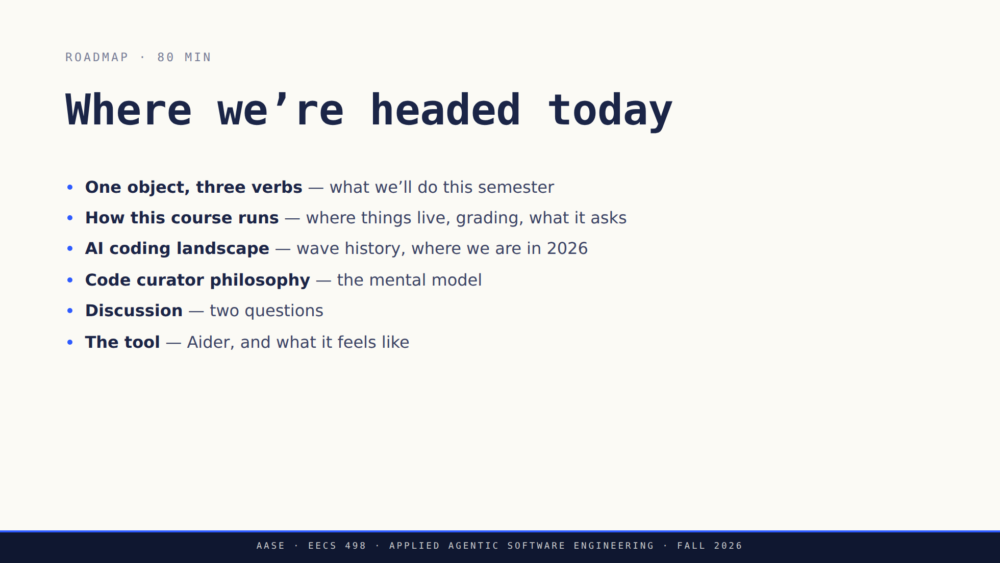 ROADMAP · 80 MIN
Where we’re headed today
• One object, three verbs — what we’ll do this semester
• How this course runs — where things live, grading, what it asks
• AI coding landscape — wave history, where we are in 2026
• Code curator philosophy — the mental model
• Discussion — two questions
• The tool — Aider, and what it feels like
AASE · EECS 498 · APPLIED AGENTIC SOFTWARE ENGINEERING · FALL 2026